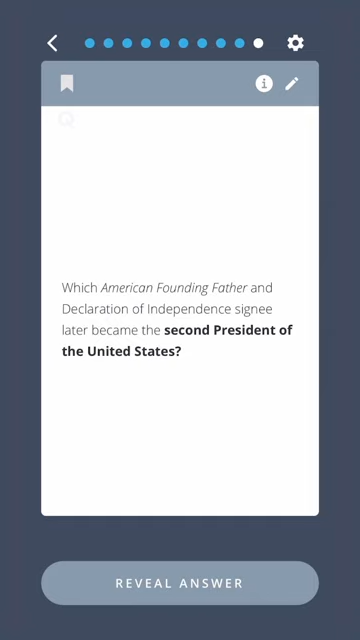 Q
Which American Founding Father and
Declaration of Independence signee
later became the second President of
the United States?
REVEAL ANSWER